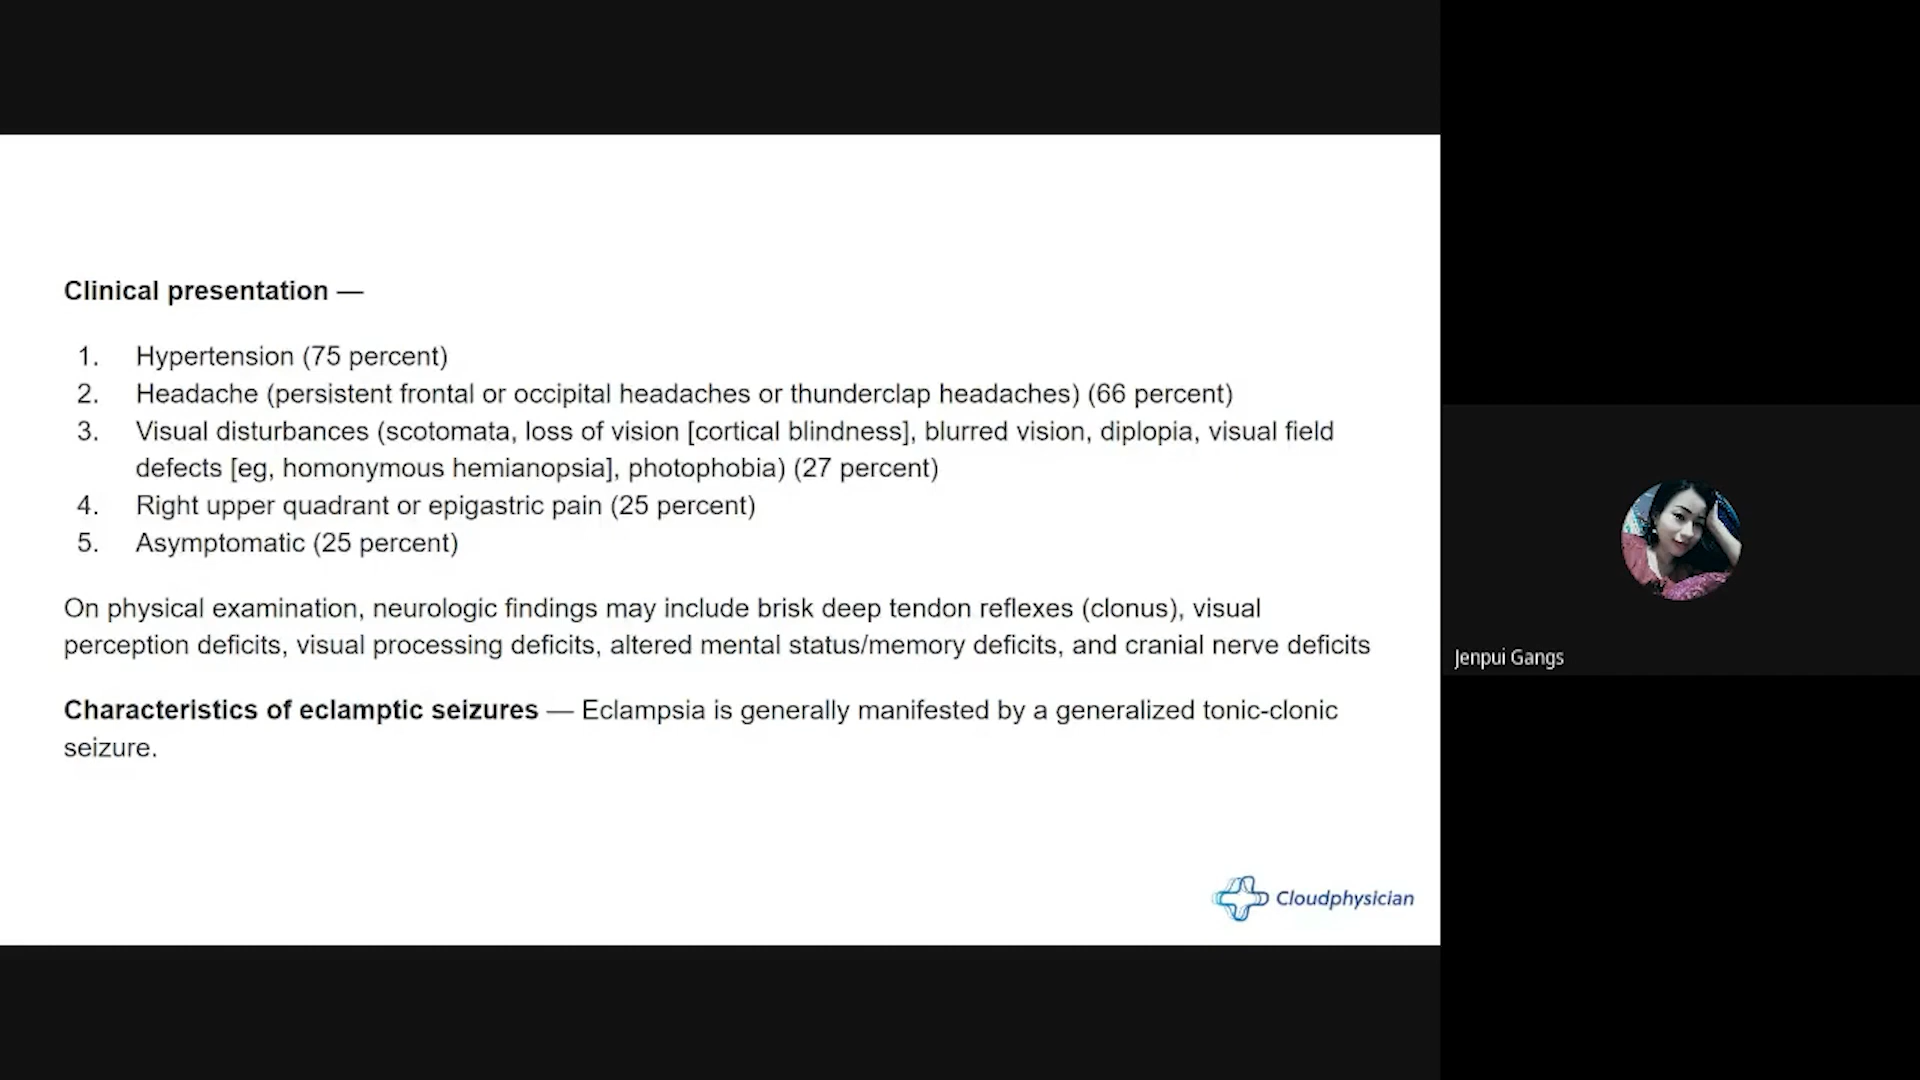 Clinical presentation —
1. Hypertension (75 percent)
2. Headache (persistent frontal or occipital headaches or thunderclap headaches) (66 percent)
3. Visual disturbances (scotomata, loss of vision [cortical blindness], blurred vision, diplopia, visual field
defects [eg, homonymous hemianopsia], photophobia) (27 percent)
4. Right upper quadrant or epigastric pain (25 percent)
5. Asymptomatic (25 percent)
On physical examination, neurologic findings may include brisk deep tendon reflexes (clonus), visual
perception deficits, visual processing deficits, altered mental status/memory deficits, and cranial nerve deficits
Characteristics of eclamptic seizures — Eclampsia is generally manifested by a generalized tonic-clonic
seizure.
Cloudphysician
Jenpui Gangs